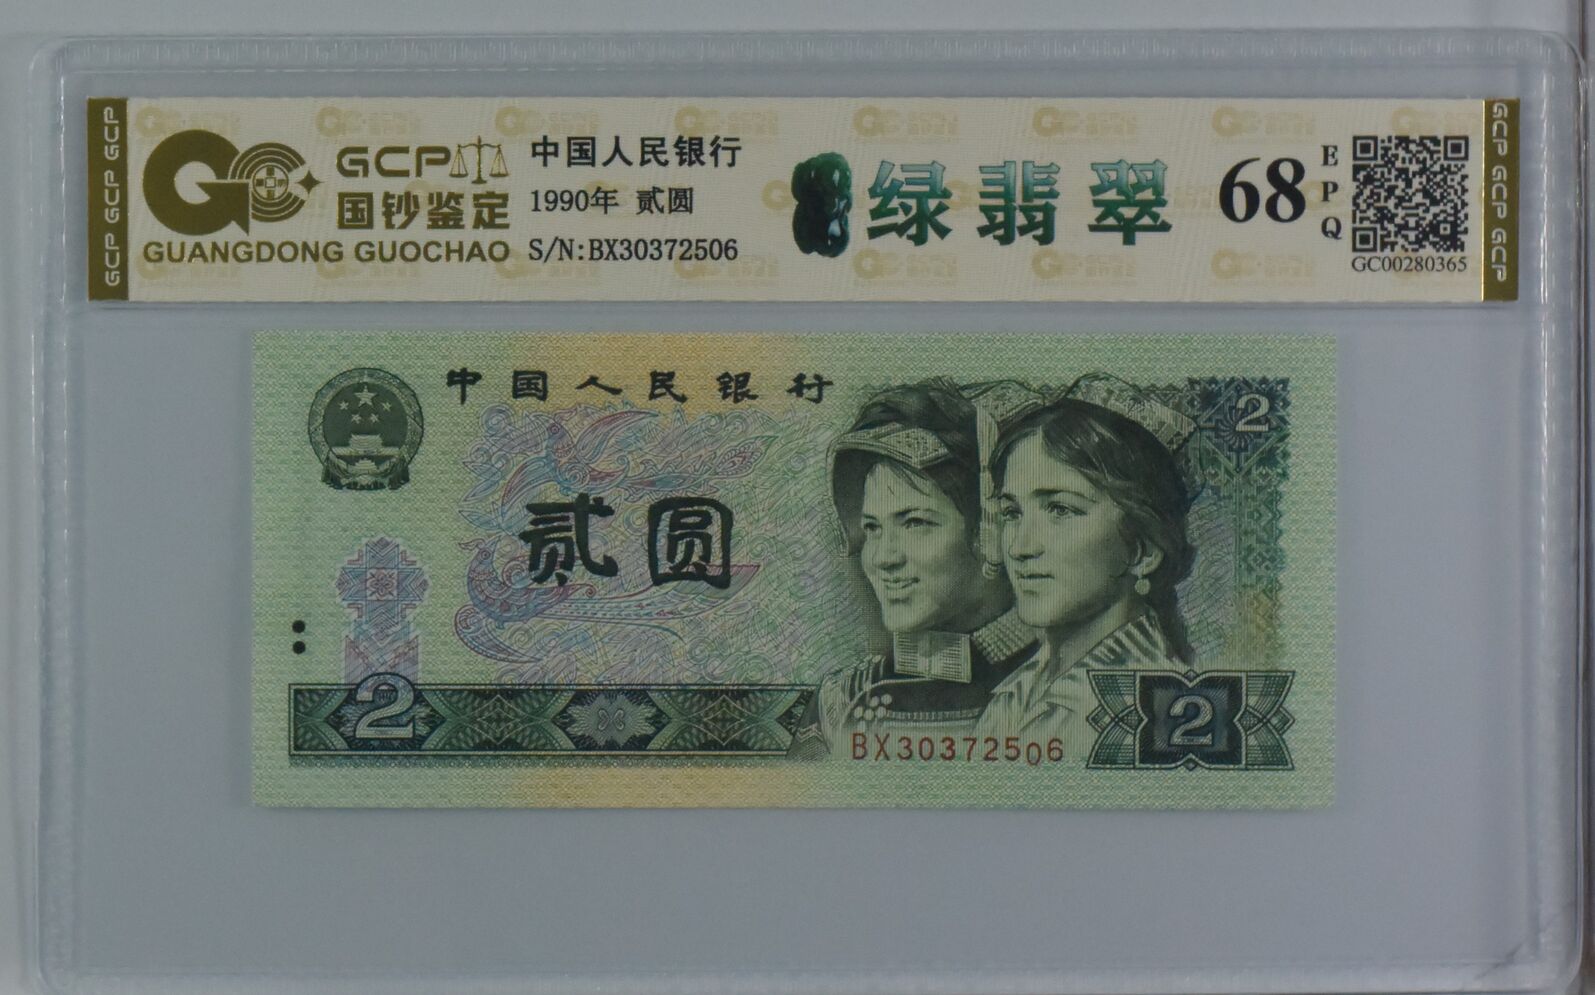 GCP GCP GCP
GCP
国钞鉴定
GUANGDONG GUOCHAO
中国人民银行
1990年 贰圆
S/N:BX30372506
绿翡翠
68
EPQ
GC00280365
GCP GCP GCP
中国人民银行
2
贰圆
2
BX30372506
2